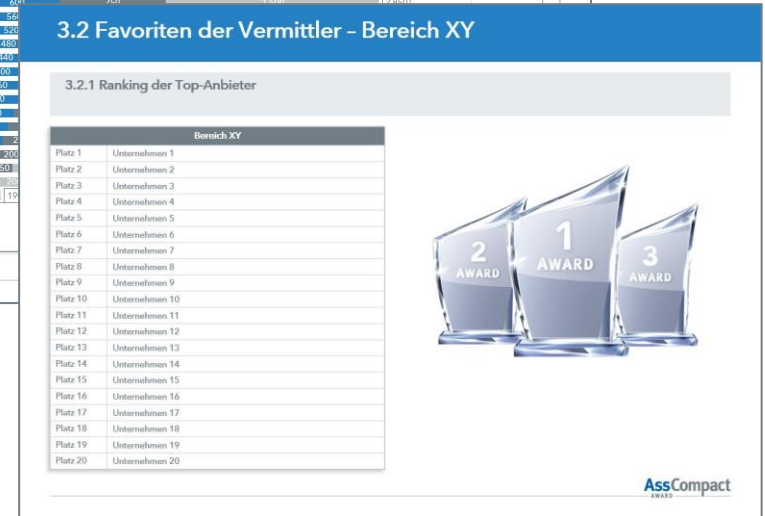 3.2 Favoriten der Vermittler – Bereich XY
3.2.1 Ranking der Top-Anbieter
Bereich XY
Platz 1 Unternehmen 1
Platz 2 Unternehmen 2
Platz 3 Unternehmen 3
Platz 4 Unternehmen 4
Platz 5 Unternehmen 5
Platz 6 Unternehmen 6
Platz 7 Unternehmen 7
Platz 8 Unternehmen 8
Platz 9 Unternehmen 9
Platz 10 Unternehmen 10
Platz 11 Unternehmen 11
Platz 12 Unternehmen 12
Platz 13 Unternehmen 13
Platz 14 Unternehmen 14
Platz 15 Unternehmen 15
Platz 16 Unternehmen 16
Platz 17 Unternehmen 17
Platz 18 Unternehmen 18
Platz 19 Unternehmen 19
Platz 20 Unternehmen 20
2
AWARD
1
AWARD
3
AWARD
AssCompact
AWARD
520
480
200